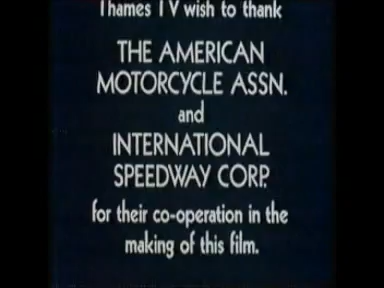 Thames TV wish to thank
THE AMERICAN
MOTORCYCLE ASSN.
and
INTERNATIONAL
SPEEDWAY CORP.
for their co-operation in the
making of this film.